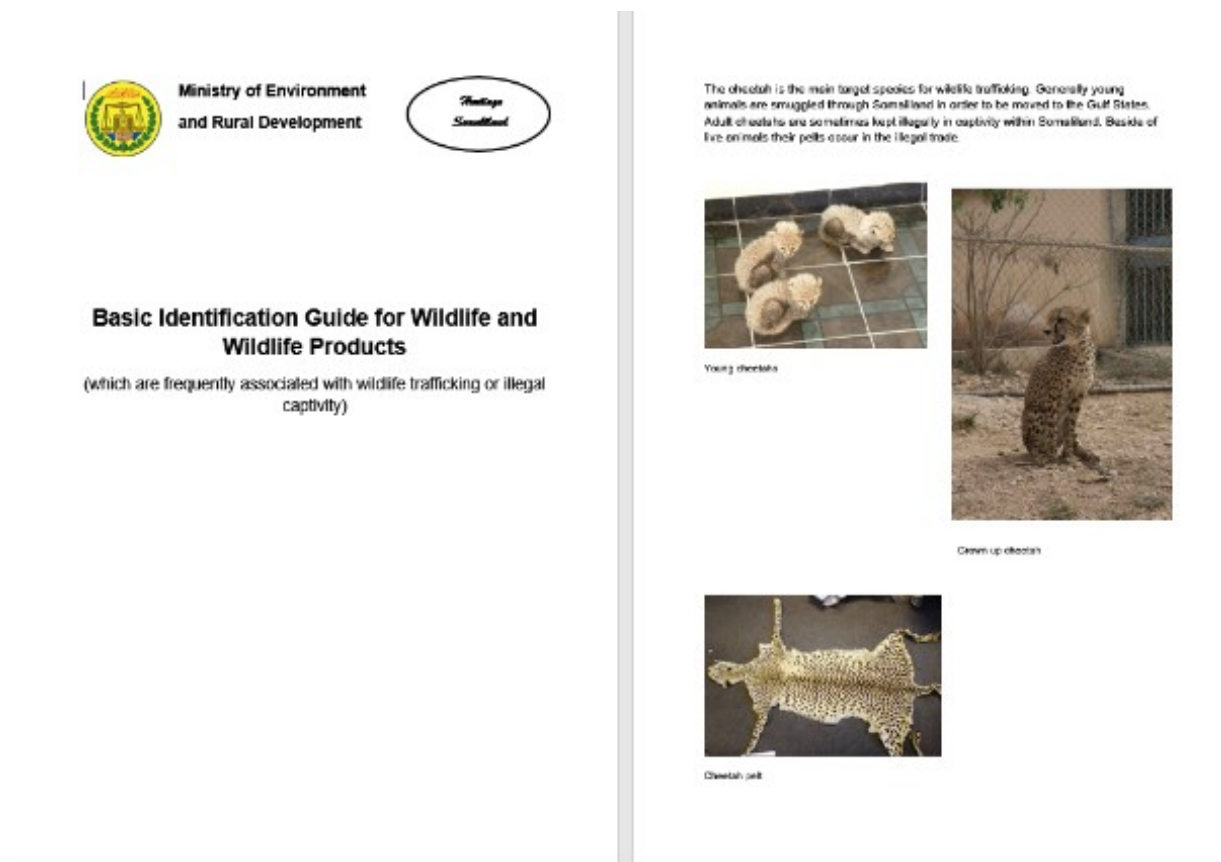 Ministry of Environment
and Rural Development
Heritage
Somaliland
Basic Identification Guide for Wildlife and
Wildlife Products
(which are frequently associated with wildlife trafficking or illegal
captivity)
The cheetah is the main target species for wildlife trafficking. Generally young
animals are smuggled through Somaliland in order to be moved to the Gulf States.
Adult cheetahs are sometimes kept illegally in captivity within Somaliland. Beside of
live animals their pelts occur in the illegal trade.
Young cheetahs
Grown up cheetah
Cheetah pelt